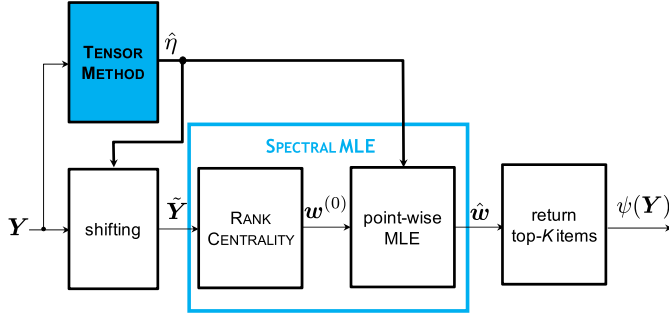 TENSOR
METHOD
η̂
SPECTRAL MLE
Y
shifting
Ỹ
RANK
CENTRALITY
w⁽⁰⁾
point-wise
MLE
ŵ
return
top-K items
ψ(Y)